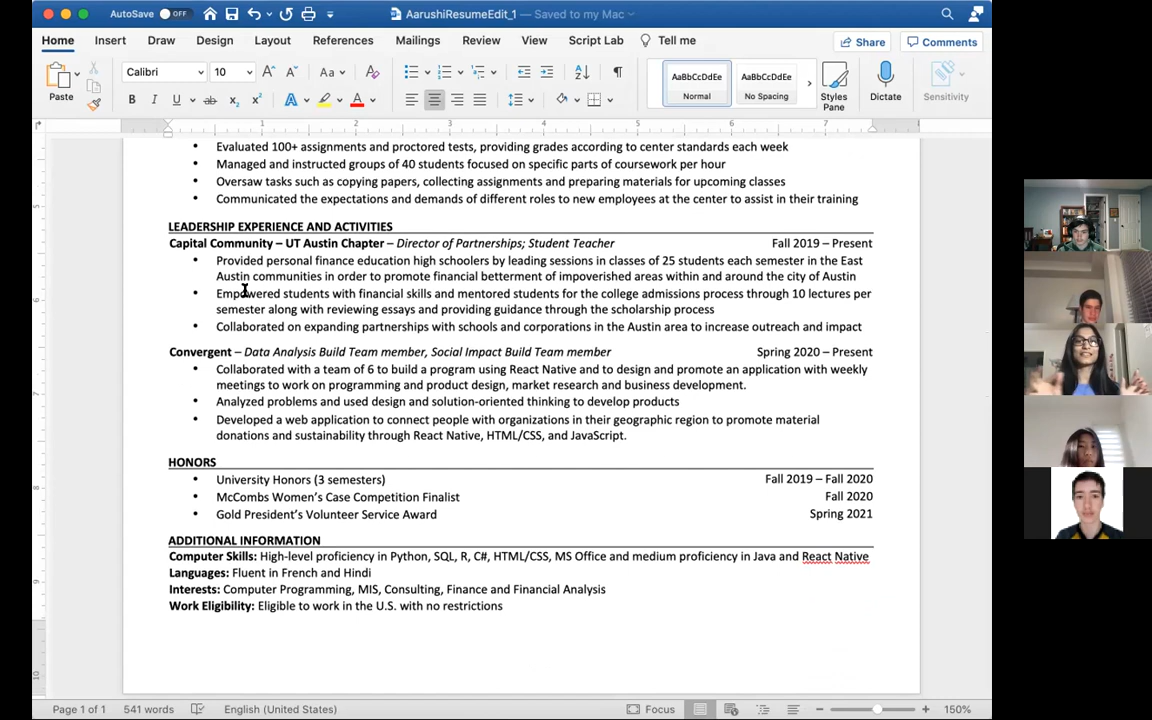 AutoSave OFF AarushiResumeEdit_1 — Saved to my Mac
Home Insert Draw Design Layout References Mailings Review View Script Lab Tell me Share Comments
Paste Calibri 10 AaBbCcDdEe Normal AaBbCcDdEe No Spacing Styles Pane Dictate Sensitivity
1 2 3 4 5 6 7
• Evaluated 100+ assignments and proctored tests, providing grades according to center standards each week
• Managed and instructed groups of 40 students focused on specific parts of coursework per hour
• Oversaw tasks such as copying papers, collecting assignments and preparing materials for upcoming classes
• Communicated the expectations and demands of different roles to new employees at the center to assist in their training
LEADERSHIP EXPERIENCE AND ACTIVITIES
Capital Community – UT Austin Chapter – Director of Partnerships; Student Teacher Fall 2019 – Present
• Provided personal finance education high schoolers by leading sessions in classes of 25 students each semester in the East
Austin communities in order to promote financial betterment of impoverished areas within and around the city of Austin
• Empowered students with financial skills and mentored students for the college admissions process through 10 lectures per
semester along with reviewing essays and providing guidance through the scholarship process
• Collaborated on expanding partnerships with schools and corporations in the Austin area to increase outreach and impact
Convergent – Data Analysis Build Team member, Social Impact Build Team member Spring 2020 – Present
• Collaborated with a team of 6 to build a program using React Native and to design and promote an application with weekly
meetings to work on programming and product design, market research and business development.
• Analyzed problems and used design and solution-oriented thinking to develop products
• Developed a web application to connect people with organizations in their geographic region to promote material
donations and sustainability through React Native, HTML/CSS, and JavaScript.
HONORS
• University Honors (3 semesters) Fall 2019 – Fall 2020
• McCombs Women's Case Competition Finalist Fall 2020
• Gold President's Volunteer Service Award Spring 2021
ADDITIONAL INFORMATION
Computer Skills: High-level proficiency in Python, SQL, R, C#, HTML/CSS, MS Office and medium proficiency in Java and React Native
Languages: Fluent in French and Hindi
Interests: Computer Programming, MIS, Consulting, Finance and Financial Analysis
Work Eligibility: Eligible to work in the U.S. with no restrictions
Page 1 of 1 541 words English (United States) Focus 150%